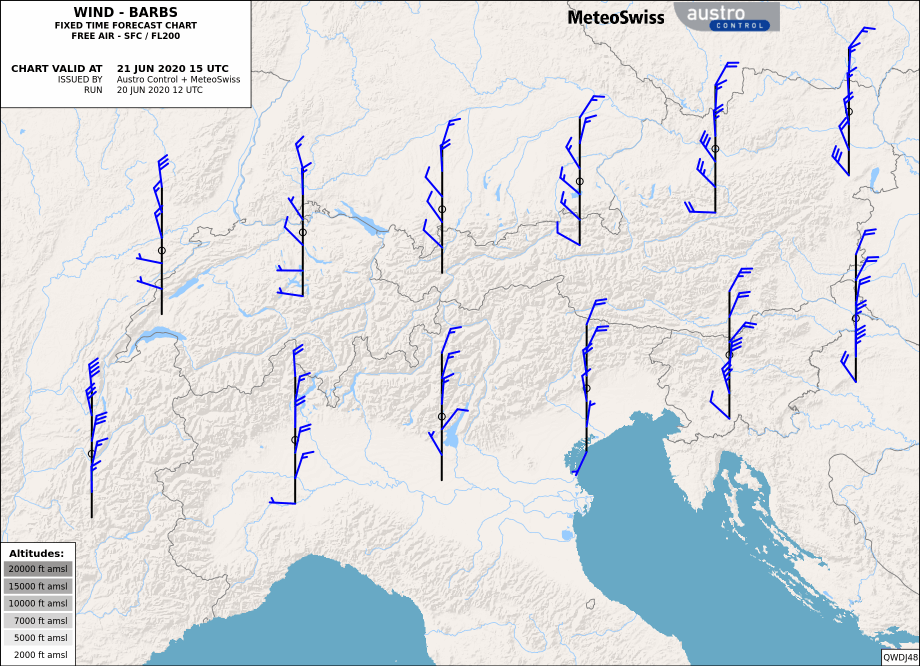 WIND - BARBS
FIXED TIME FORECAST CHART
FREE AIR - SFC / FL200
CHART VALID AT 21 JUN 2020 15 UTC
ISSUED BY Austro Control + MeteoSwiss
RUN 20 JUN 2020 12 UTC
MeteoSwiss
austro
CONTROL
Altitudes:
20000 ft amsl
15000 ft amsl
10000 ft amsl
7000 ft amsl
5000 ft amsl
2000 ft amsl
QWDJ48